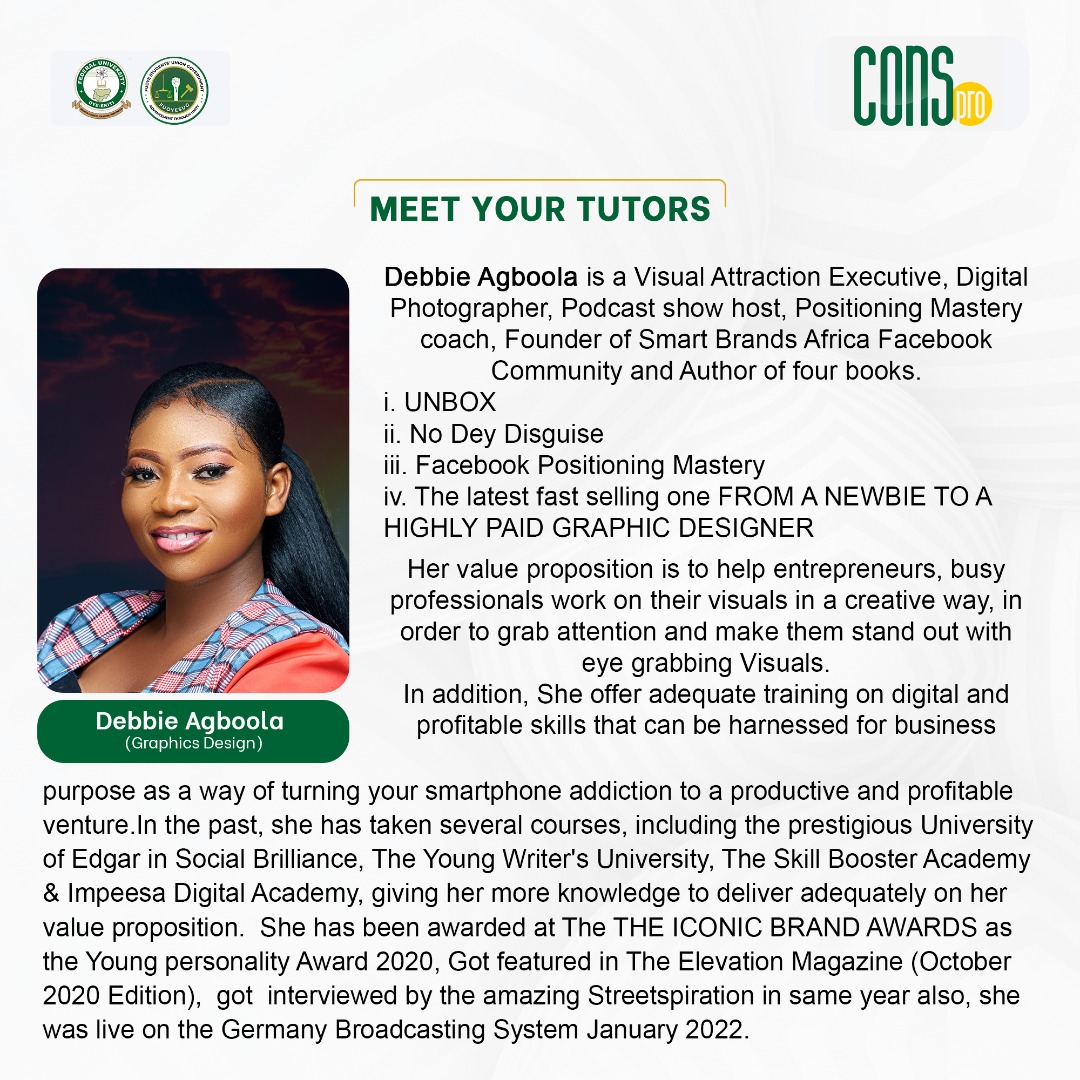 FEDERAL UNIVERSITY
OYE-EKITI
FUOYE STUDENTS' UNION GOVERNMENT
FUOYESUG
CONS
pro
MEET YOUR TUTORS
Debbie Agboola is a Visual Attraction Executive, Digital
Photographer, Podcast show host, Positioning Mastery
coach, Founder of Smart Brands Africa Facebook
Community and Author of four books.
i. UNBOX
ii. No Dey Disguise
iii. Facebook Positioning Mastery
iv. The latest fast selling one FROM A NEWBIE TO A
HIGHLY PAID GRAPHIC DESIGNER
Her value proposition is to help entrepreneurs, busy
professionals work on their visuals in a creative way, in
order to grab attention and make them stand out with
eye grabbing Visuals.
In addition, She offer adequate training on digital and
profitable skills that can be harnessed for business
Debbie Agboola
(Graphics Design)
purpose as a way of turning your smartphone addiction to a productive and profitable
venture.In the past, she has taken several courses, including the prestigious University
of Edgar in Social Brilliance, The Young Writer's University, The Skill Booster Academy
& Impeesa Digital Academy, giving her more knowledge to deliver adequately on her
value proposition.  She has been awarded at The THE ICONIC BRAND AWARDS as
the Young personality Award 2020, Got featured in The Elevation Magazine (October
2020 Edition),  got  interviewed by the amazing Streetspiration in same year also, she
was live on the Germany Broadcasting System January 2022.